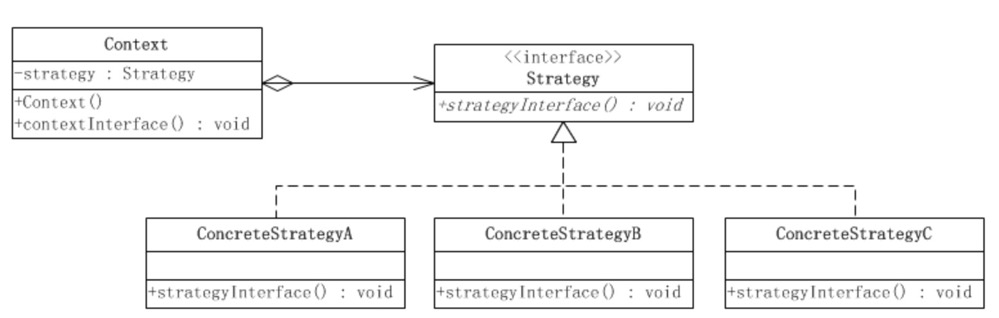 Context
-strategy : Strategy
+Context()
+contextInterface() : void
<<interface>>
Strategy
+strategyInterface() : void
ConcreteStrategyA
+strategyInterface() : void
ConcreteStrategyB
+strategyInterface() : void
ConcreteStrategyC
+strategyInterface() : void